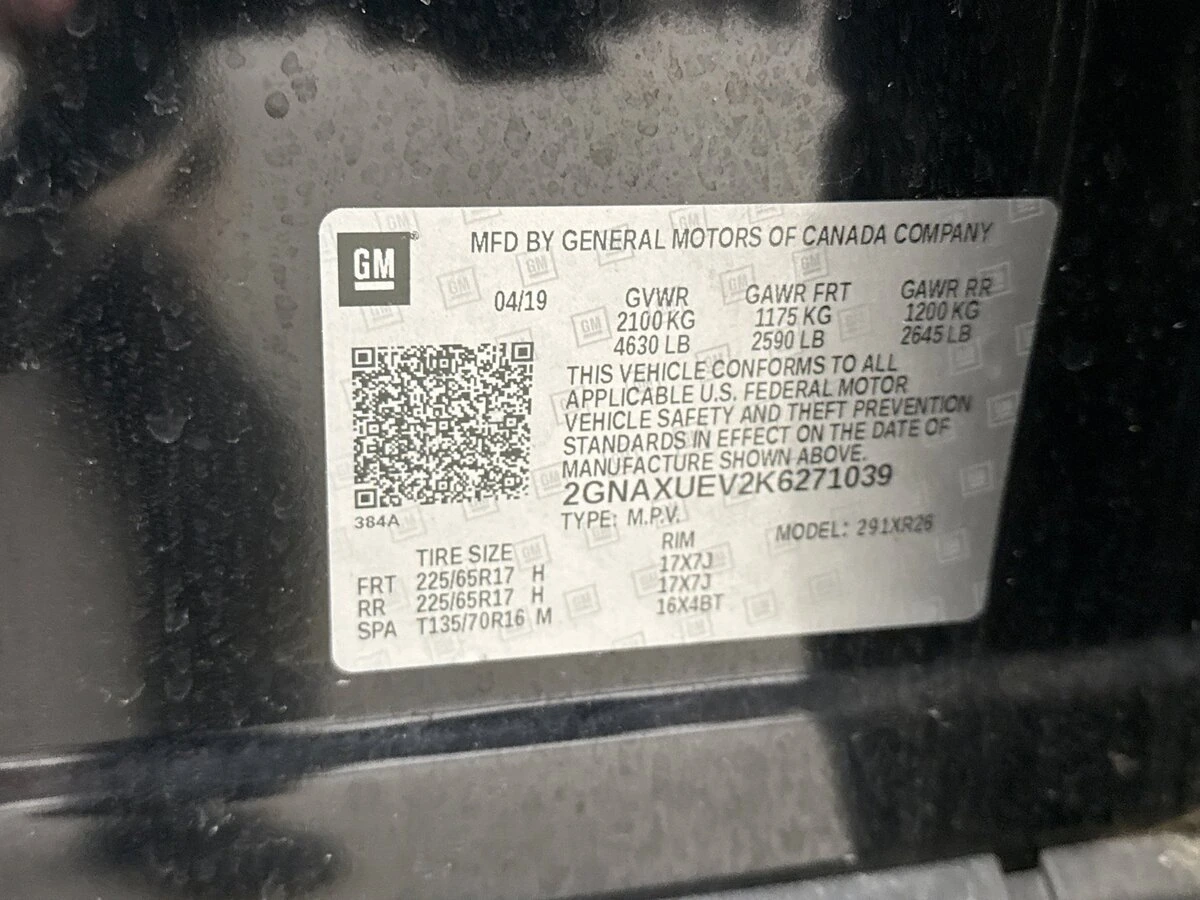 GM
MFD BY GENERAL MOTORS OF CANADA COMPANY
04/19
GVWR
2100 KG
4630 LB
GAWR FRT
1175 KG
2590 LB
GAWR RR
1200 KG
2645 LB
THIS VEHICLE CONFORMS TO ALL
APPLICABLE U.S. FEDERAL MOTOR
VEHICLE SAFETY AND THEFT PREVENTION
STANDARDS IN EFFECT ON THE DATE OF
MANUFACTURE SHOWN ABOVE.
2GNAXUEV2K6271039
384A
TYPE: M.P.V.
MODEL: 291XR26
TIRE SIZE RIM
FRT 225/65R17 H 17X7J
RR 225/65R17 H 17X7J
SPA T135/70R16 M 16X4BT